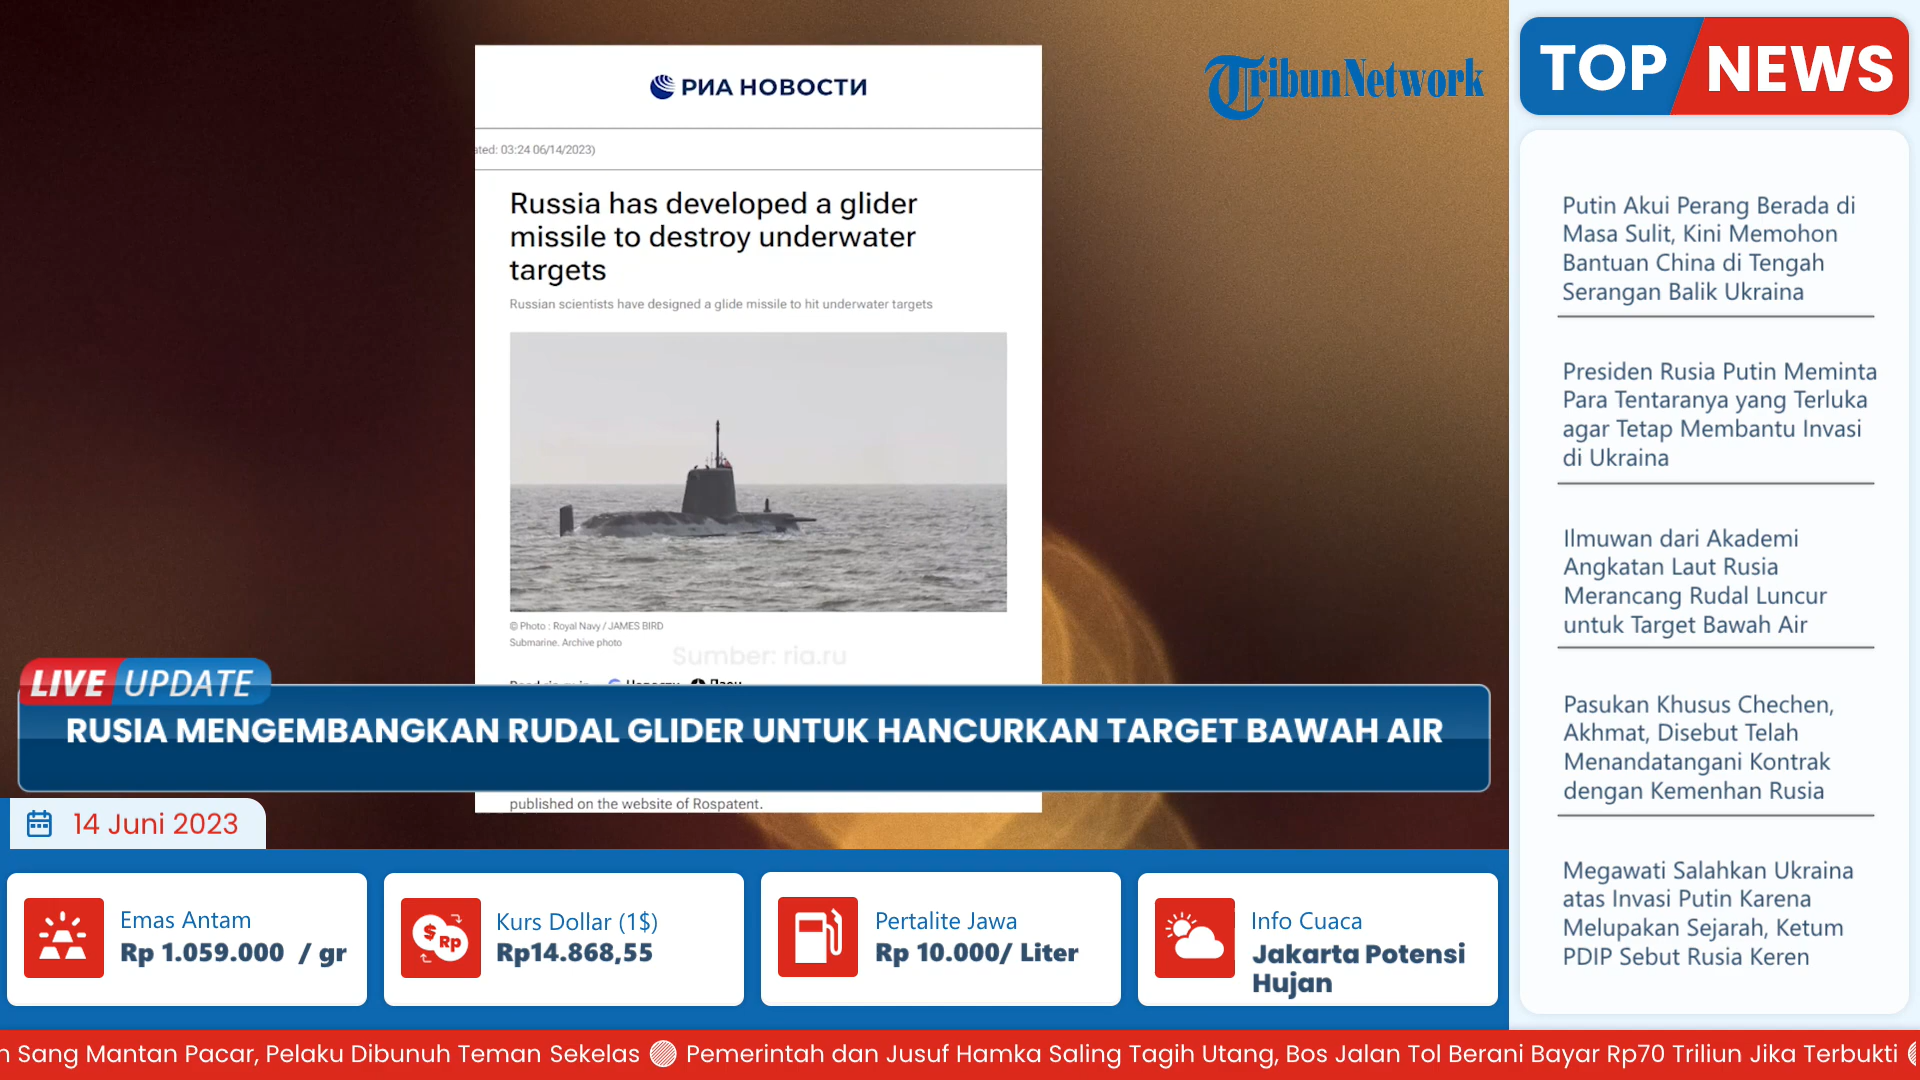 РИА НОВОСТИ
ated: 03:24 06/14/2023)
Russia has developed a glider
missile to destroy underwater
targets
Russian scientists have designed a glide missile to hit underwater targets
© Photo : Royal Navy / JAMES BIRD
Submarine. Archive photo
Sumber: ria.ru
published on the website of Rospatent.
TribunNetwork
LIVE UPDATE
RUSIA MENGEMBANGKAN RUDAL GLIDER UNTUK HANCURKAN TARGET BAWAH AIR
14 Juni 2023
Emas Antam
Rp 1.059.000 / gr
Kurs Dollar (1$)
Rp14.868,55
Pertalite Jawa
Rp 10.000/ Liter
Info Cuaca
Jakarta Potensi
Hujan
TOP NEWS
Putin Akui Perang Berada di
Masa Sulit, Kini Memohon
Bantuan China di Tengah
Serangan Balik Ukraina
Presiden Rusia Putin Meminta
Para Tentaranya yang Terluka
agar Tetap Membantu Invasi
di Ukraina
Ilmuwan dari Akademi
Angkatan Laut Rusia
Merancang Rudal Luncur
untuk Target Bawah Air
Pasukan Khusus Chechen,
Akhmat, Disebut Telah
Menandatangani Kontrak
dengan Kemenhan Rusia
Megawati Salahkan Ukraina
atas Invasi Putin Karena
Melupakan Sejarah, Ketum
PDIP Sebut Rusia Keren
n Sang Mantan Pacar, Pelaku Dibunuh Teman Sekelas Pemerintah dan Jusuf Hamka Saling Tagih Utang, Bos Jalan Tol Berani Bayar Rp70 Triliun Jika Terbukti